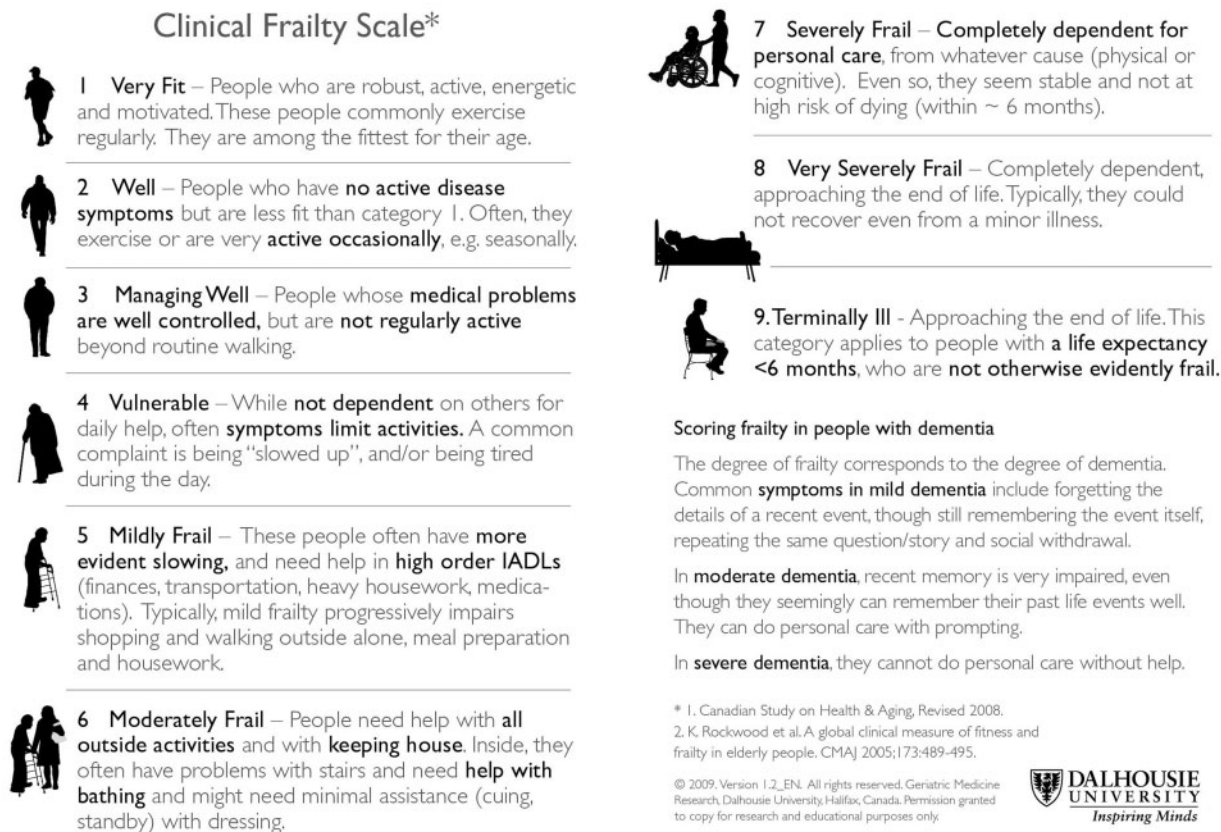 Clinical Frailty Scale*
1 Very Fit – People who are robust, active, energetic
and motivated. These people commonly exercise
regularly. They are among the fittest for their age.
2 Well – People who have no active disease
symptoms but are less fit than category 1. Often, they
exercise or are very active occasionally, e.g. seasonally.
3 Managing Well – People whose medical problems
are well controlled, but are not regularly active
beyond routine walking.
4 Vulnerable – While not dependent on others for
daily help, often symptoms limit activities. A common
complaint is being “slowed up”, and/or being tired
during the day.
5 Mildly Frail – These people often have more
evident slowing, and need help in high order IADLs
(finances, transportation, heavy housework, medica-
tions). Typically, mild frailty progressively impairs
shopping and walking outside alone, meal preparation
and housework.
6 Moderately Frail – People need help with all
outside activities and with keeping house. Inside, they
often have problems with stairs and need help with
bathing and might need minimal assistance (cuing,
standby) with dressing.
7 Severely Frail – Completely dependent for
personal care, from whatever cause (physical or
cognitive). Even so, they seem stable and not at
high risk of dying (within ~ 6 months).
8 Very Severely Frail – Completely dependent,
approaching the end of life. Typically, they could
not recover even from a minor illness.
9. Terminally Ill - Approaching the end of life. This
category applies to people with a life expectancy
<6 months, who are not otherwise evidently frail.
Scoring frailty in people with dementia
The degree of frailty corresponds to the degree of dementia.
Common symptoms in mild dementia include forgetting the
details of a recent event, though still remembering the event itself,
repeating the same question/story and social withdrawal.
In moderate dementia, recent memory is very impaired, even
though they seemingly can remember their past life events well.
They can do personal care with prompting.
In severe dementia, they cannot do personal care without help.
* 1. Canadian Study on Health & Aging, Revised 2008.
2. K. Rockwood et al. A global clinical measure of fitness and
frailty in elderly people. CMAJ 2005;173:489-495.
© 2009. Version 1.2_EN. All rights reserved. Geriatric Medicine
Research, Dalhousie University, Halifax, Canada. Permission granted
to copy for research and educational purposes only.
DALHOUSIE
UNIVERSITY
Inspiring Minds